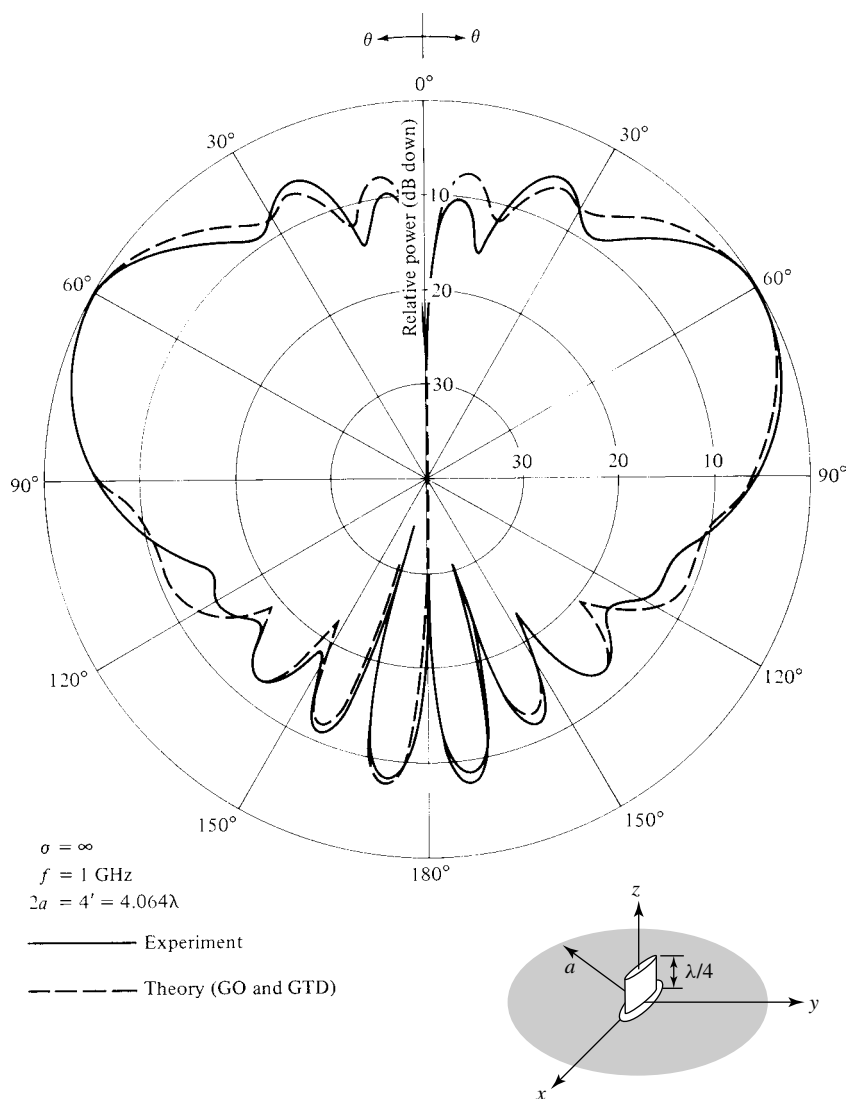 θ θ
0°
30° 30°
Relative power (dB down)
10
20
30
60° 60°
30 20 10
90° 90°
120° 120°
150° 150°
180°
σ = ∞
f = 1 GHz
2a = 4′ = 4.064λ
Experiment
Theory (GO and GTD)
z
a
λ/4
y
x